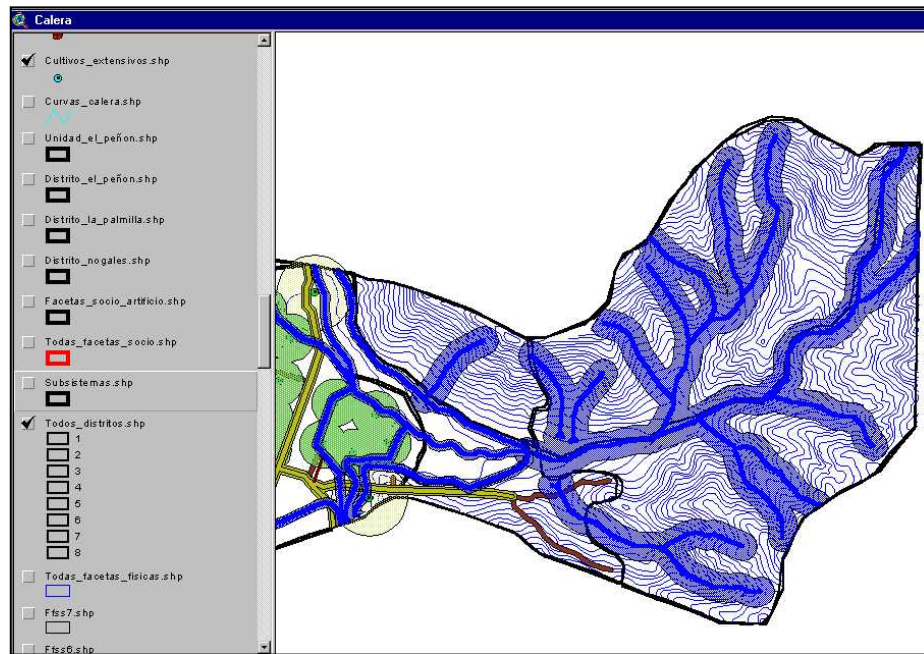 Calera
Cultivos_extensivos.shp
Curvas_calera.shp
Unidad_el_peñon.shp
Distrito_el_peñon.shp
Distrito_la_palmilla.shp
Distrito_nogales.shp
Facetas_socio_artificio.shp
Todas_facetas_socio.shp
Subsistemas.shp
Todos_distritos.shp
1
2
3
4
5
6
7
8
Todas_facetas_fisicas.shp
Ffss7.shp
Ffss6.shp